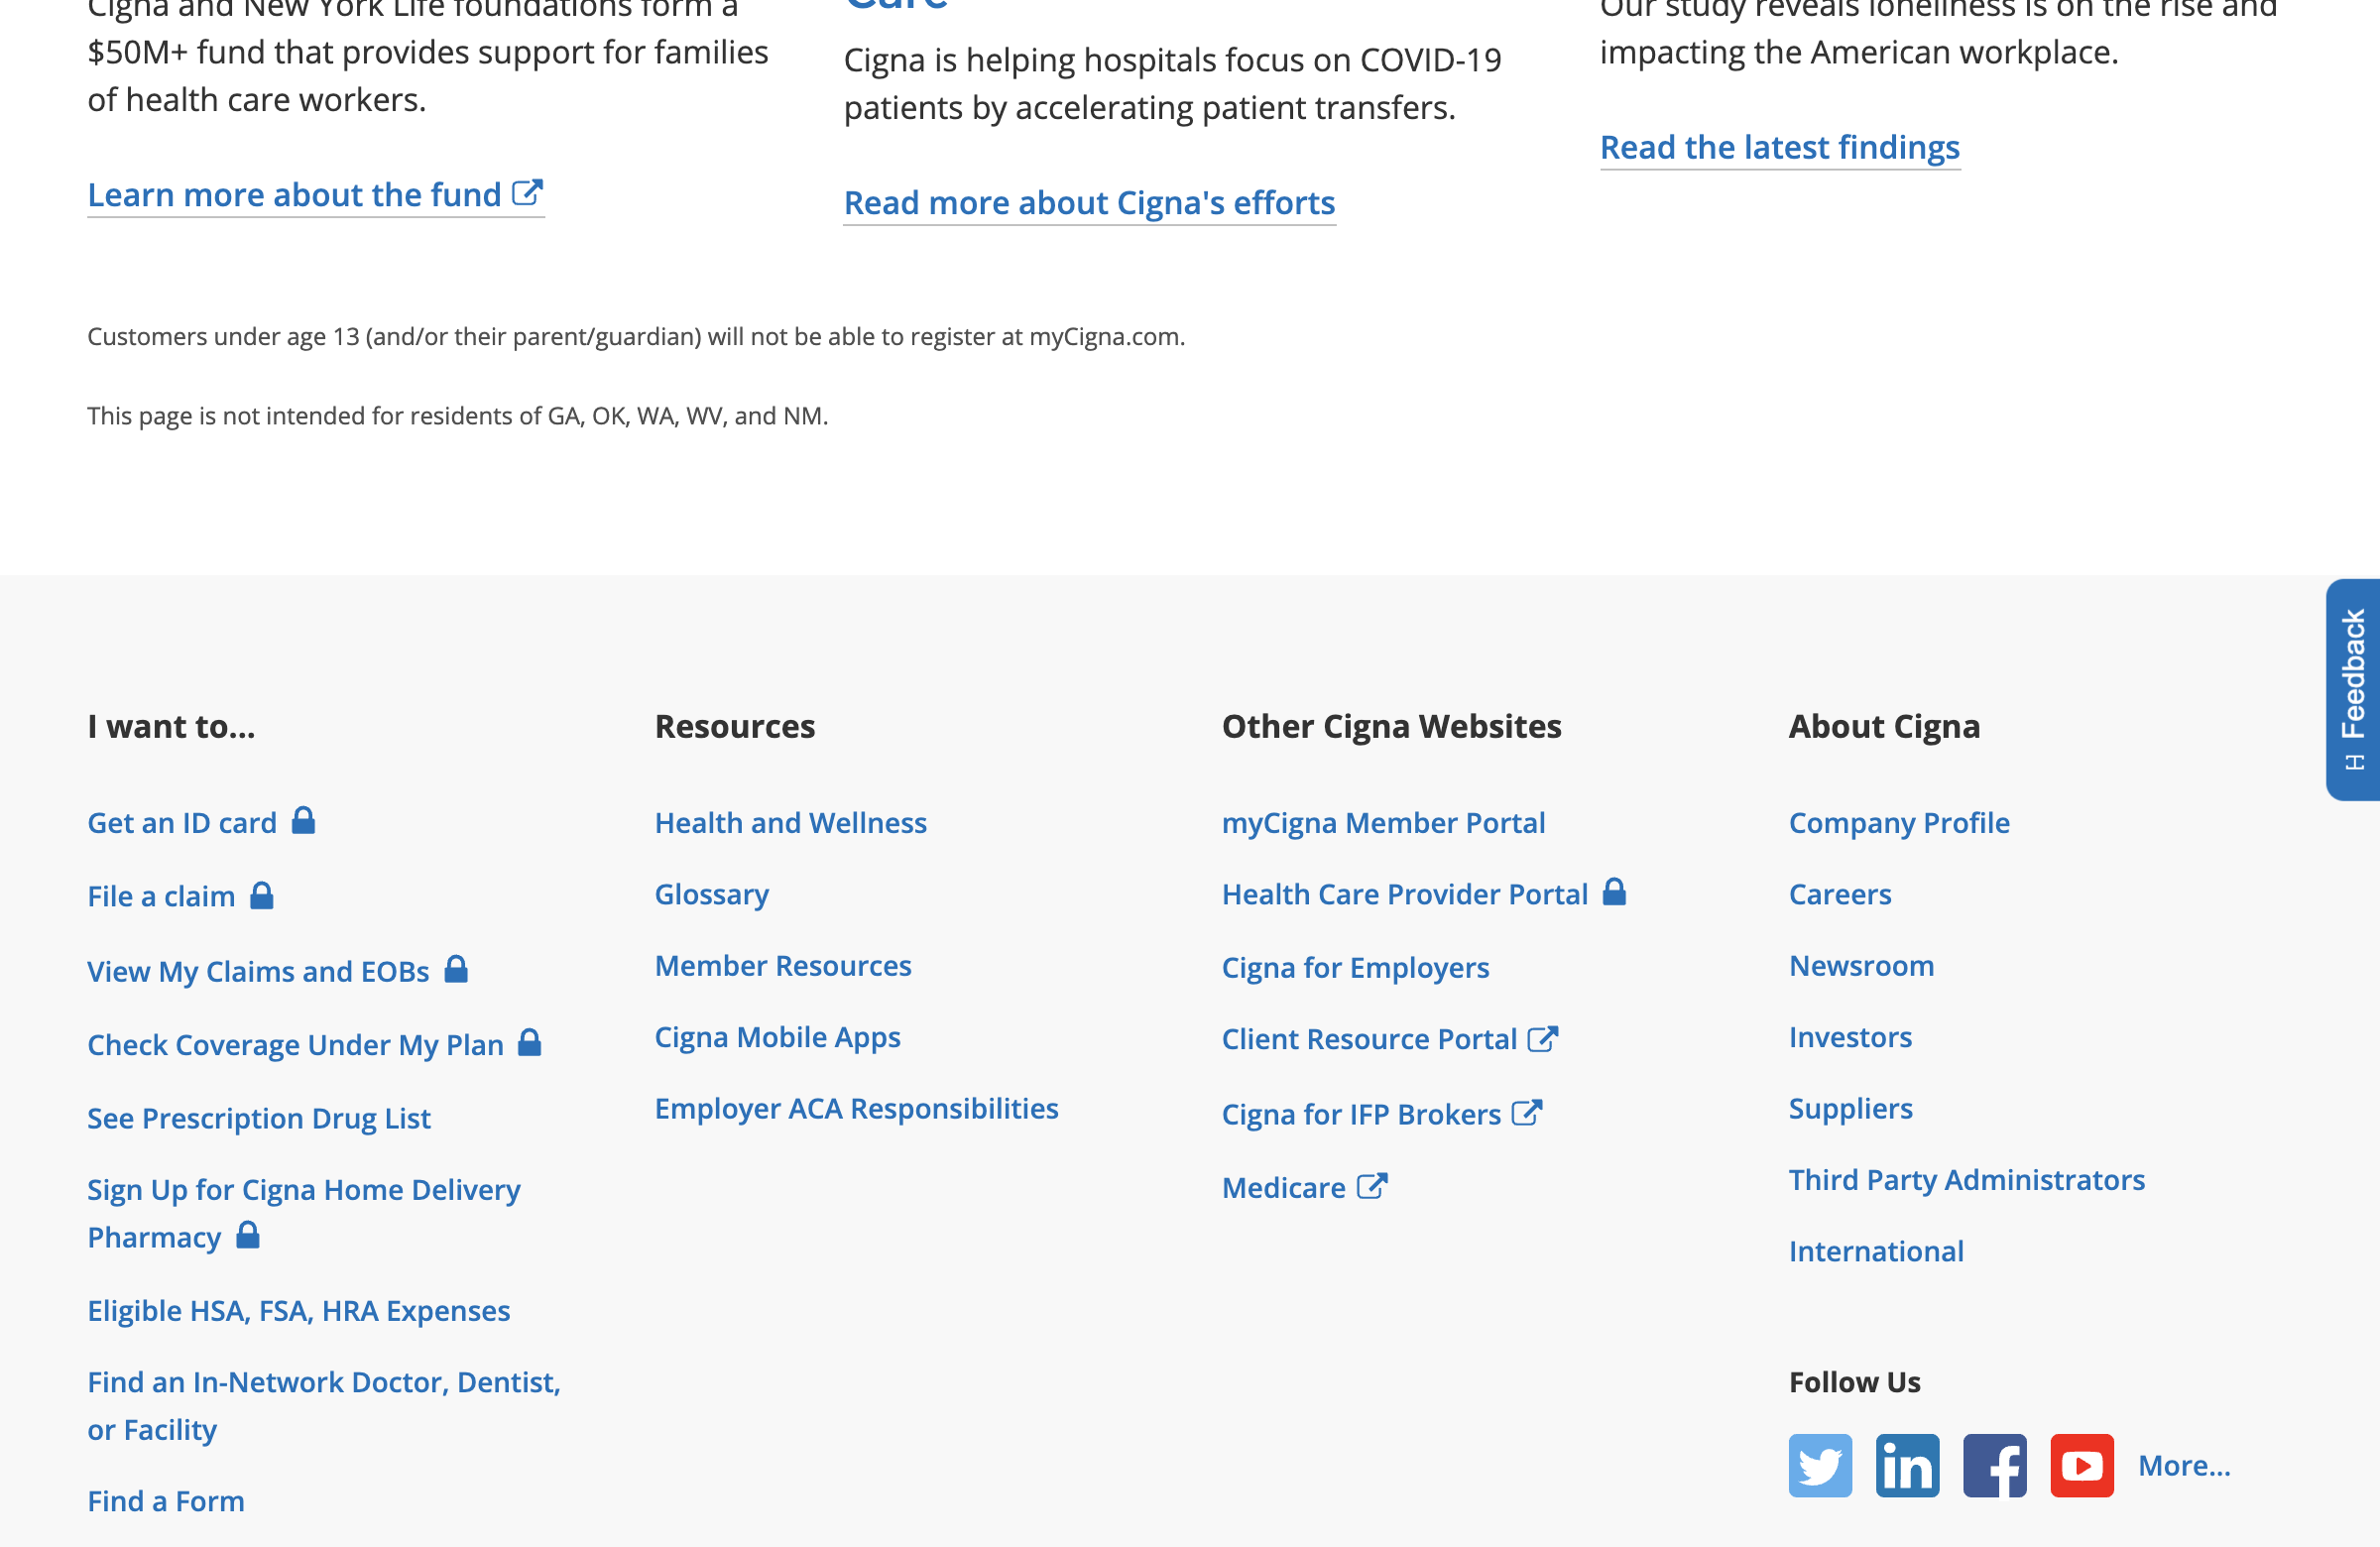 Cigna and New York Life foundations form a
$50M+ fund that provides support for families
of health care workers.
Learn more about the fund
Care
Cigna is helping hospitals focus on COVID-19
patients by accelerating patient transfers.
Read more about Cigna's efforts
Our study reveals loneliness is on the rise and
impacting the American workplace.
Read the latest findings
Customers under age 13 (and/or their parent/guardian) will not be able to register at myCigna.com.
This page is not intended for residents of GA, OK, WA, WV, and NM.
Feedback
I want to...
Get an ID card
File a claim
View My Claims and EOBs
Check Coverage Under My Plan
See Prescription Drug List
Sign Up for Cigna Home Delivery
Pharmacy
Eligible HSA, FSA, HRA Expenses
Find an In-Network Doctor, Dentist,
or Facility
Find a Form
Resources
Health and Wellness
Glossary
Member Resources
Cigna Mobile Apps
Employer ACA Responsibilities
Other Cigna Websites
myCigna Member Portal
Health Care Provider Portal
Cigna for Employers
Client Resource Portal
Cigna for IFP Brokers
Medicare
About Cigna
Company Profile
Careers
Newsroom
Investors
Suppliers
Third Party Administrators
International
Follow Us
in
f
More...